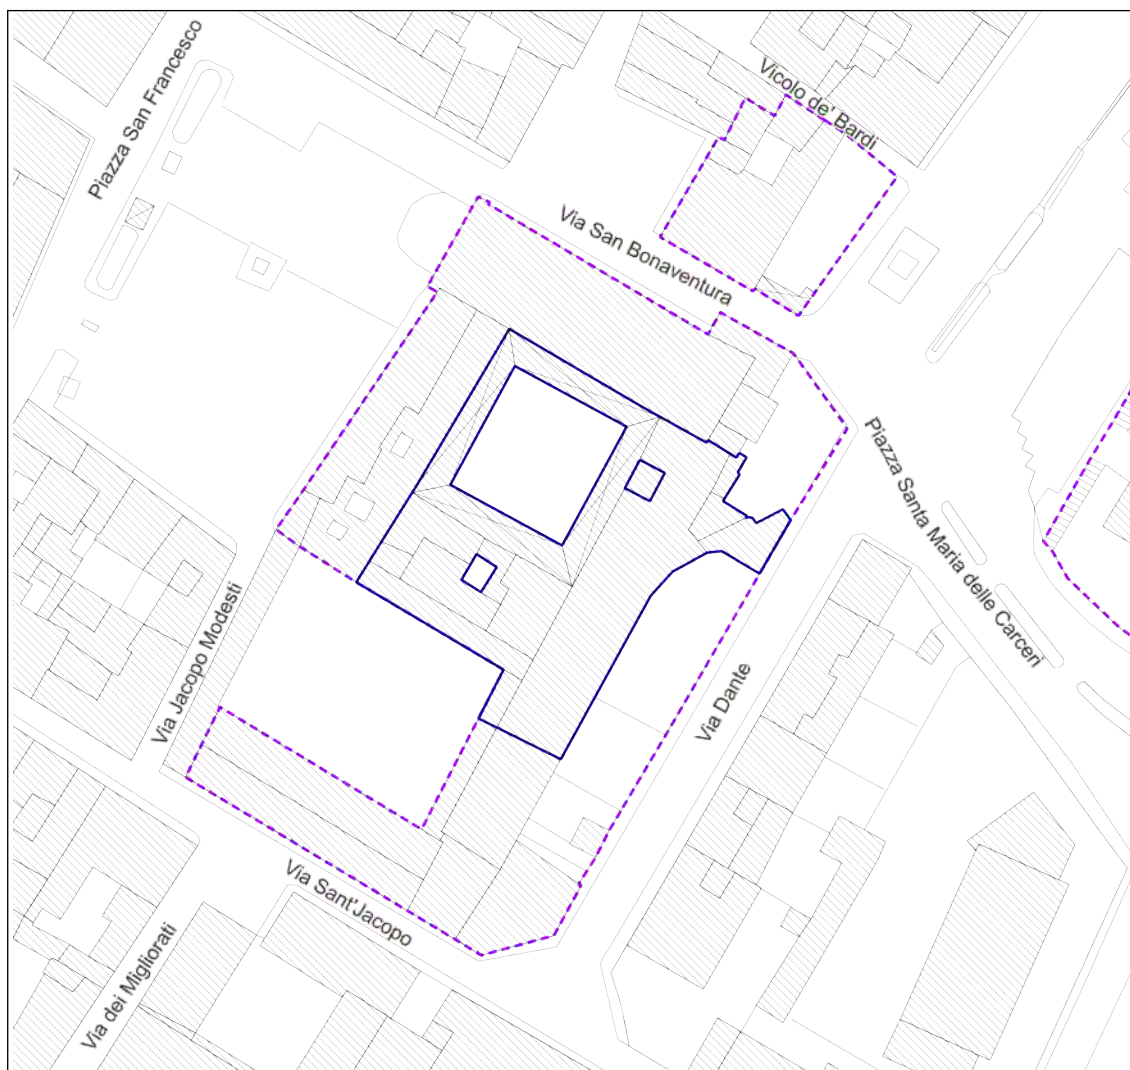 Piazza San Francesco
Vicolo de' Bardi
Via San Bonaventura
Piazza Santa Maria delle Carceri
Via Jacopo Modesti
Via Dante
Via Sant'Jacopo
Via dei Migliorati